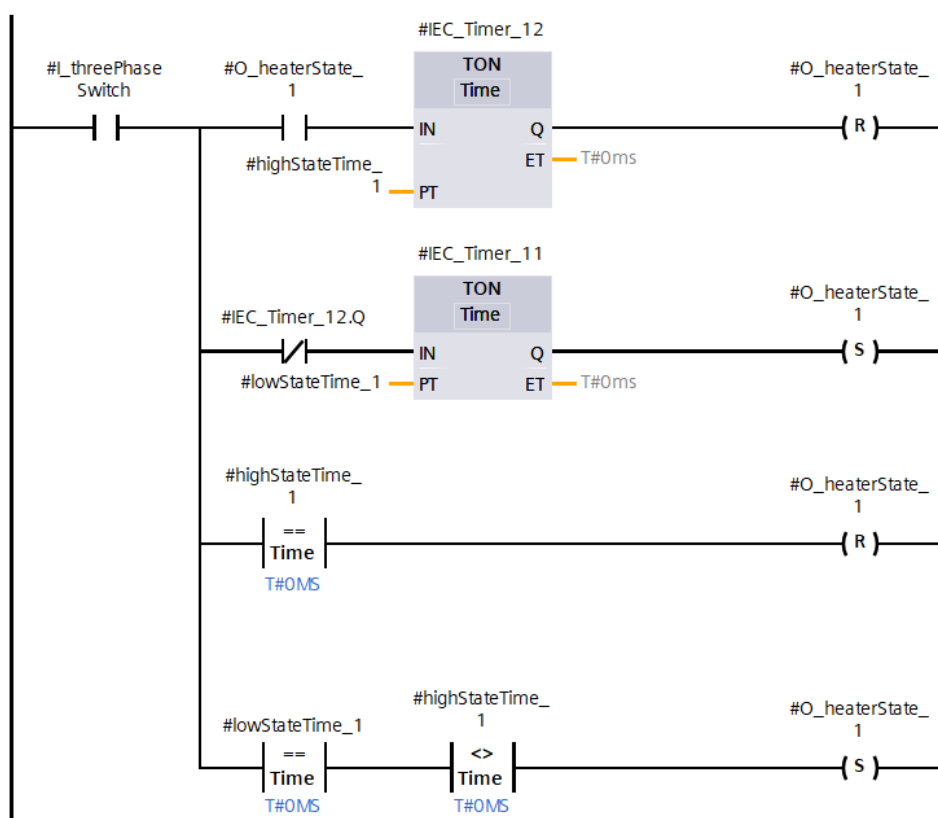 #IEC_Timer_12
#I_threePhase
Switch
#O_heaterState_
1
TON
Time
#O_heaterState_
1
IN
Q
( R )
#highStateTime_
1
ET
T#0ms
PT
#IEC_Timer_11
#IEC_Timer_12.Q
TON
Time
#O_heaterState_
1
IN
Q
( S )
#lowStateTime_1
PT
ET
T#0ms
#highStateTime_
1
==
Time
T#0MS
#O_heaterState_
1
( R )
#lowStateTime_1
==
Time
T#0MS
#highStateTime_
1
<>
Time
T#0MS
#O_heaterState_
1
( S )